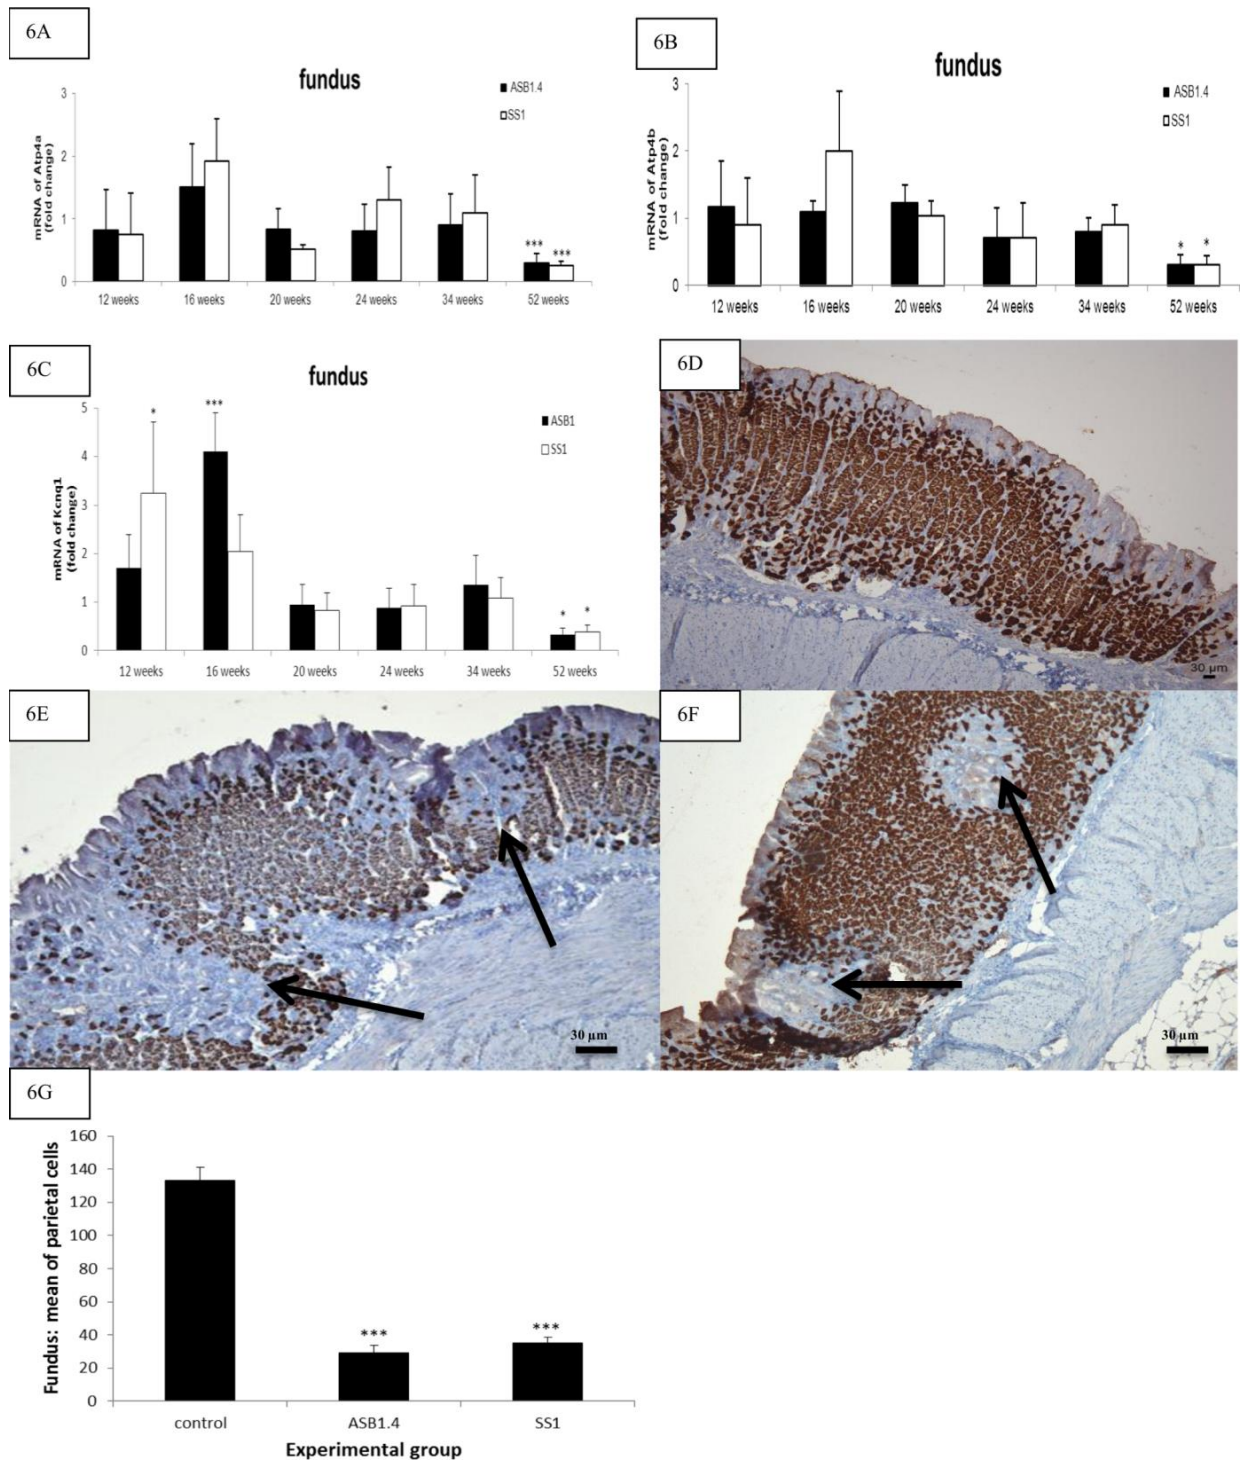 6A
fundus
ASB1.4
SS1
mRNA of Atp4a
(fold change)
3
2
1
0
***
***
12 weeks
16 weeks
20 weeks
24 weeks
34 weeks
52 weeks
6B
fundus
ASB1.4
SS1
mRNA of Atp4b
(fold change)
3
2
1
0
*
*
12 weeks
16 weeks
20 weeks
24 weeks
34 weeks
52 weeks
6C
fundus
ASB1
SS1
mRNA of Kcnq1
(fold change)
5
4
3
2
1
0
*
***
*
*
12 weeks
16 weeks
20 weeks
24 weeks
34 weeks
52 weeks
6D
30 µm
6E
30 µm
6F
30 µm
6G
Fundus: mean of parietal cells
160
140
120
100
80
60
40
20
0
***
***
control
ASB1.4
SS1
Experimental group